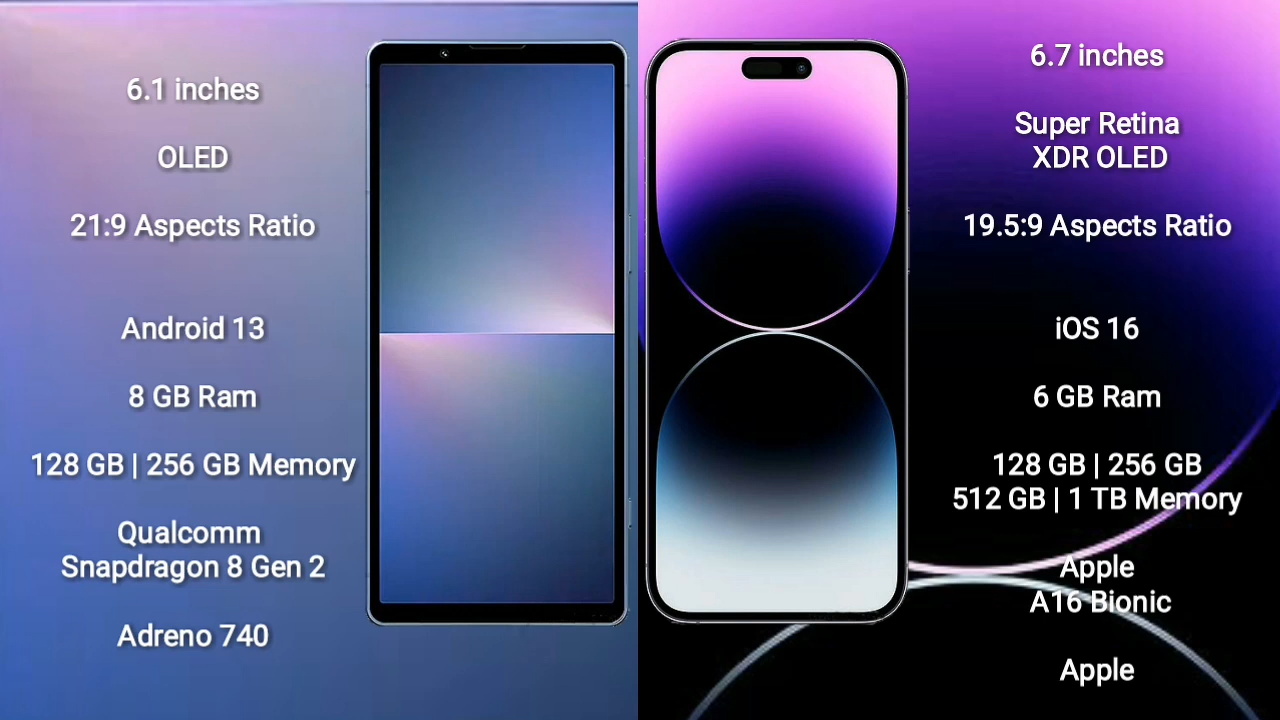 6.1 inches
OLED
21:9 Aspects Ratio
Android 13
8 GB Ram
128 GB | 256 GB Memory
Qualcomm
Snapdragon 8 Gen 2
Adreno 740
6.7 inches
Super Retina
XDR OLED
19.5:9 Aspects Ratio
iOS 16
6 GB Ram
128 GB | 256 GB
512 GB | 1 TB Memory
Apple
A16 Bionic
Apple